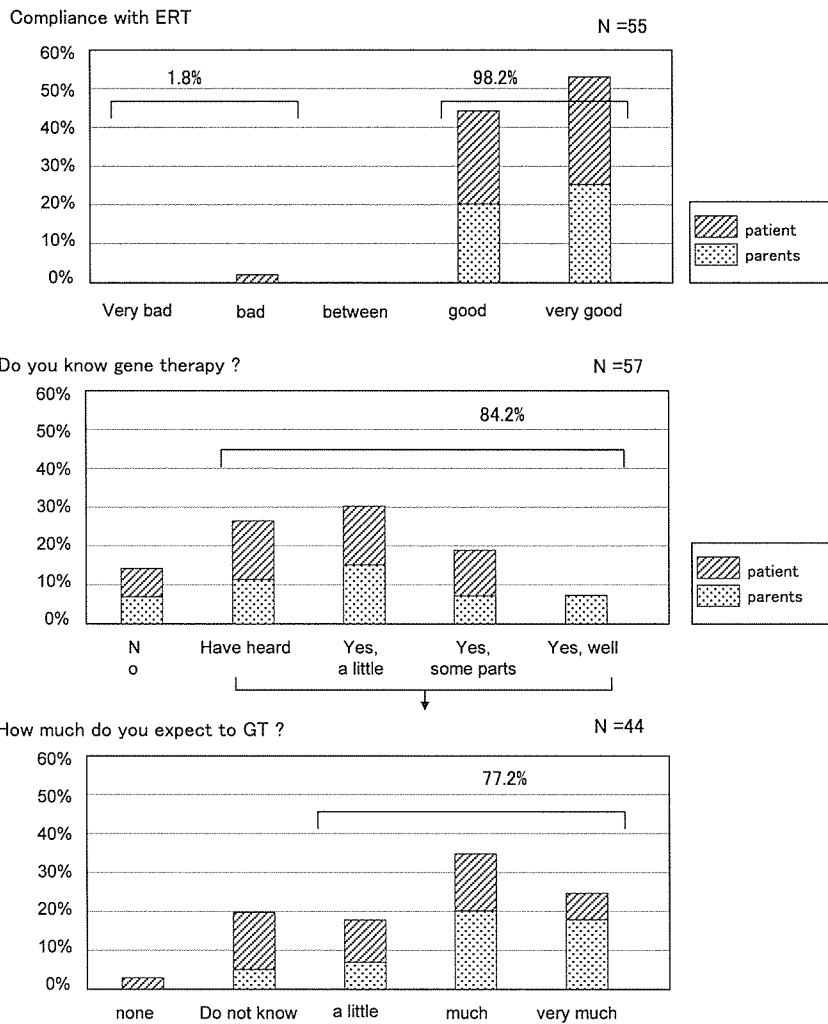 Compliance with ERT
N =55
60%
50%
40%
30%
20%
10%
0%
1.8%
98.2%
Very bad
bad
between
good
very good
patient
parents
Do you know gene therapy ?
N =57
60%
50%
40%
30%
20%
10%
0%
84.2%
N
o
Have heard
Yes,
a little
Yes,
some parts
Yes, well
patient
parents
How much do you expect to GT ?
N =44
60%
50%
40%
30%
20%
10%
0%
77.2%
none
Do not know
a little
much
very much